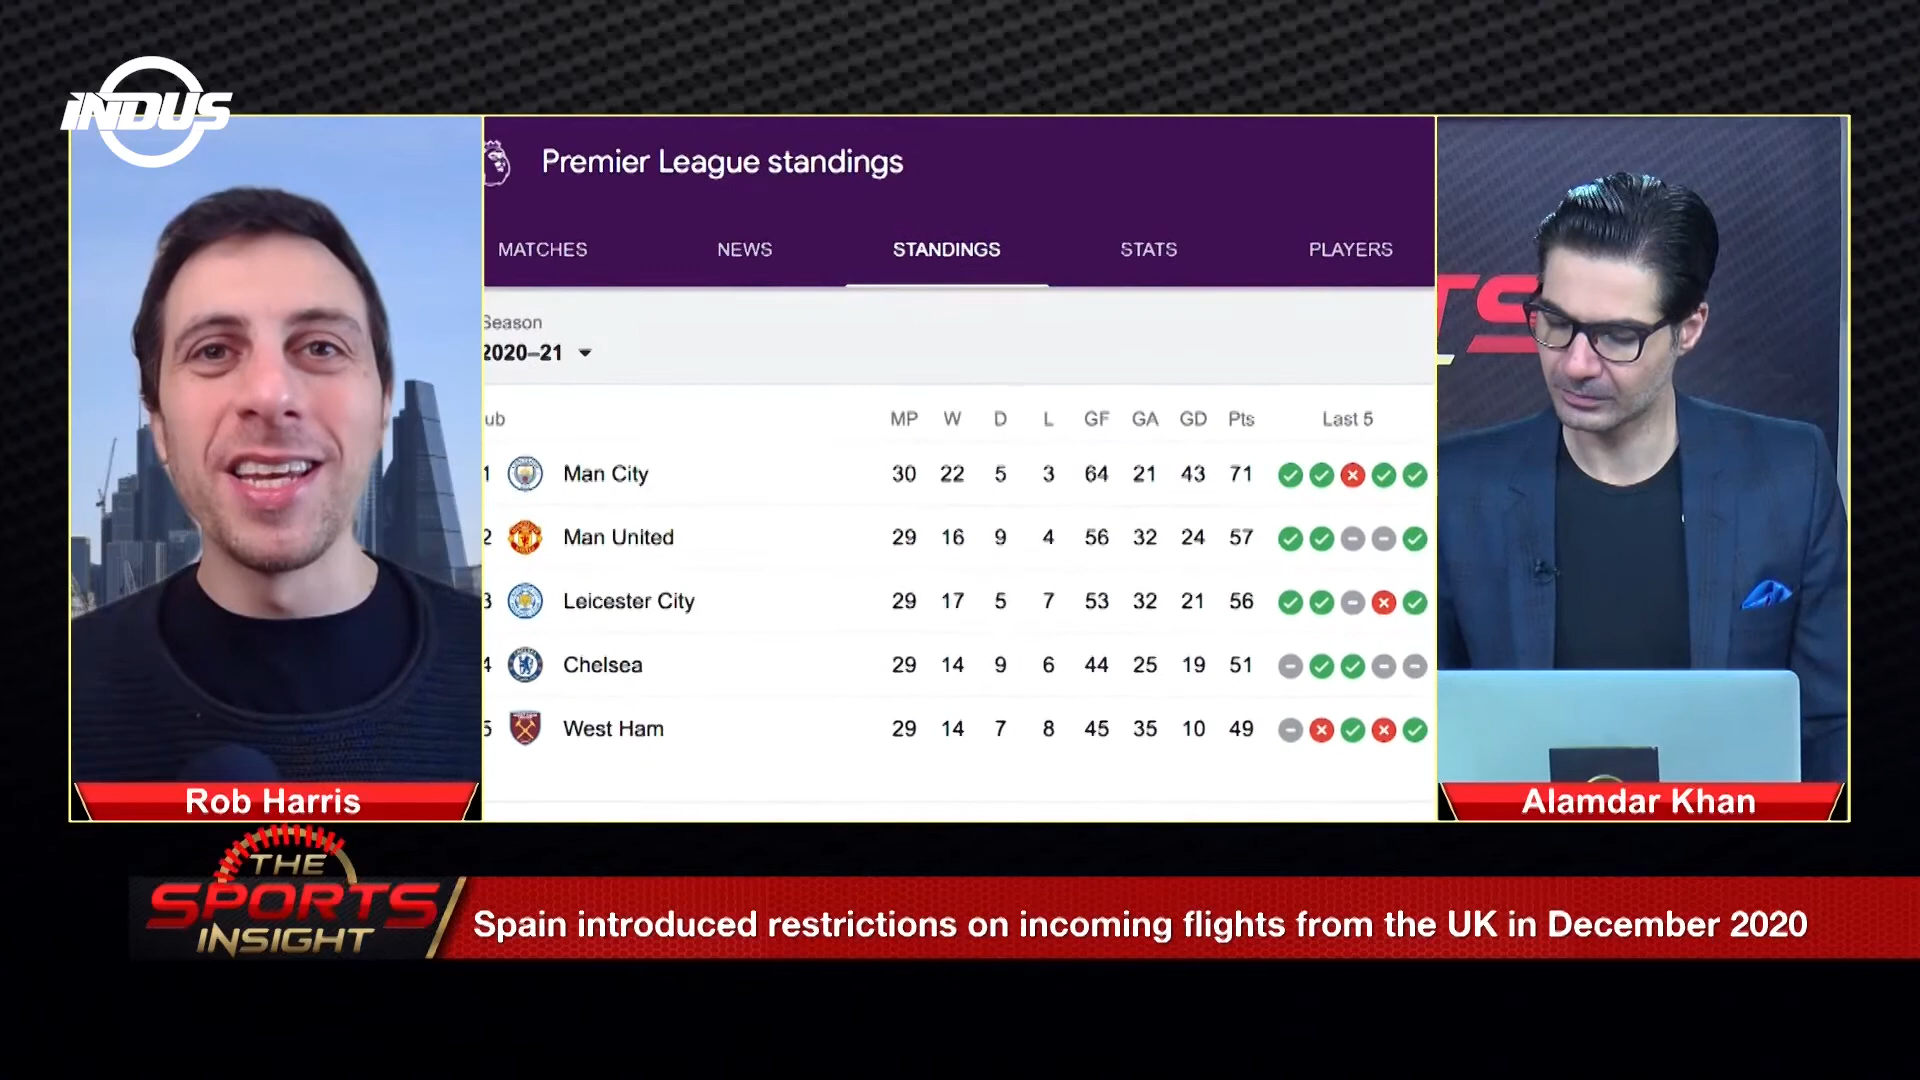 iNDUS
Premier League standings
MATCHES NEWS STANDINGS STATS PLAYERS
Season
2020–21
ub MP W D L GF GA GD Pts Last 5
1 Man City 30 22 5 3 64 21 43 71
2 Man United 29 16 9 4 56 32 24 57
3 Leicester City 29 17 5 7 53 32 21 56
4 Chelsea 29 14 9 6 44 25 19 51
5 West Ham 29 14 7 8 45 35 10 49
TS
Rob Harris
Alamdar Khan
THE
SPORTS
INSIGHT
Spain introduced restrictions on incoming flights from the UK in December 2020